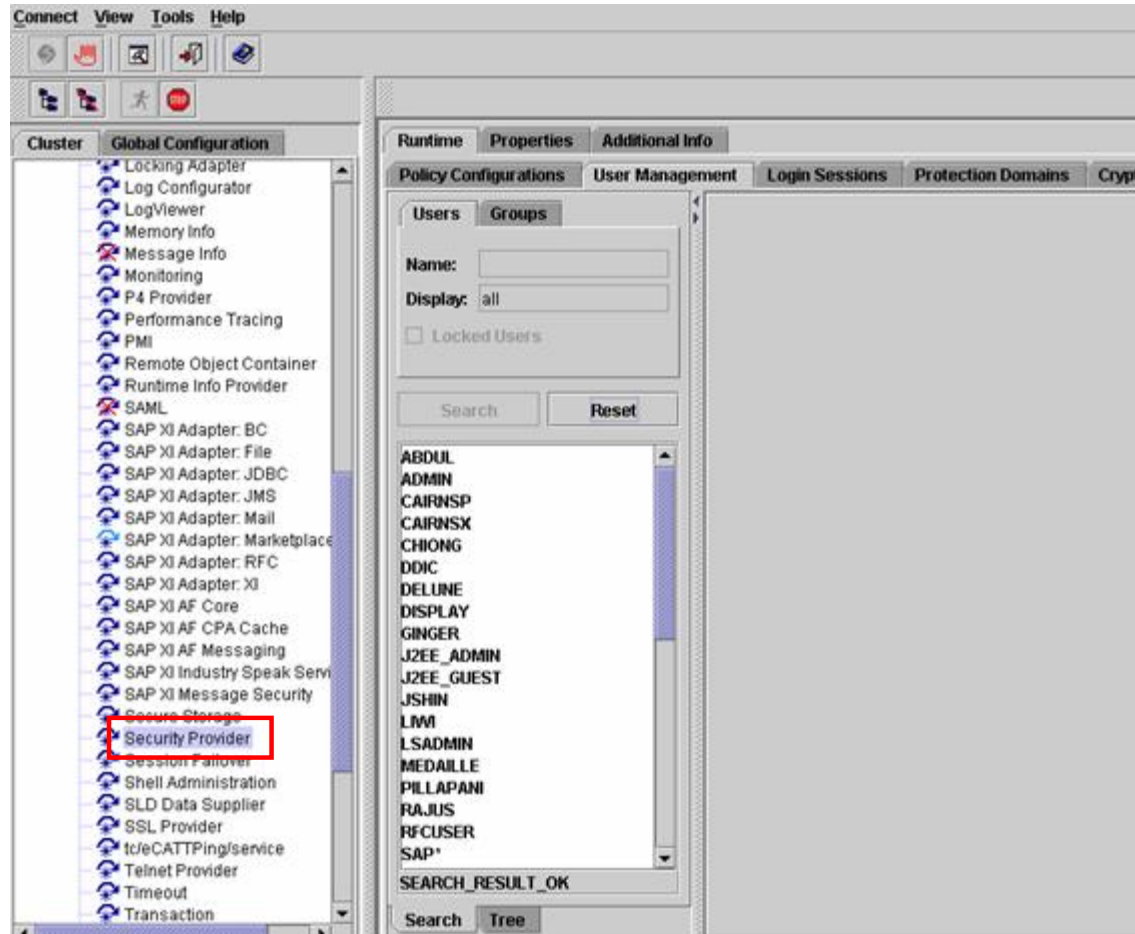 Connect View Tools Help
Cluster Global Configuration
Locking Adapter
Log Configurator
LogViewer
Memory Info
Message Info
Monitoring
P4 Provider
Performance Tracing
PMI
Remote Object Container
Runtime Info Provider
SAML
SAP XI Adapter: BC
SAP XI Adapter: File
SAP XI Adapter: JDBC
SAP XI Adapter: JMS
SAP XI Adapter: Mail
SAP XI Adapter: Marketplace
SAP XI Adapter: RFC
SAP XI Adapter: XI
SAP XI AF Core
SAP XI AF CPA Cache
SAP XI AF Messaging
SAP XI Industry Speak Servi
SAP XI Message Security
Secure Storage
Security Provider
Session Failover
Shell Administration
SLD Data Supplier
SSL Provider
tc/eCATTPing/service
Telnet Provider
Timeout
Transaction
Runtime Properties Additional Info
Policy Configurations User Management Login Sessions Protection Domains Cryp
Users Groups
Name:
Display: all
Locked Users
Search Reset
ABDUL
ADMIN
CAIRNSP
CAIRNSX
CHIONG
DDIC
DELUNE
DISPLAY
GINGER
J2EE_ADMIN
J2EE_GUEST
JSHIN
LSADMIN
MEDAILLE
PILLAPANI
RAJUS
RFCUSER
SAP*
SEARCH_RESULT_OK
Search Tree